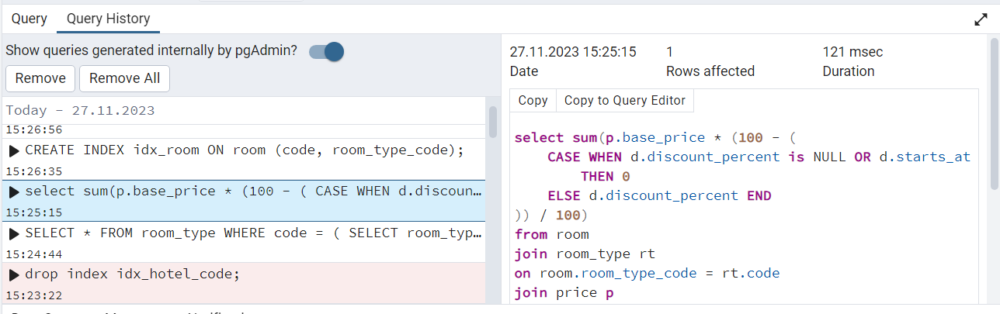 Query Query History
Show queries generated internally by pgAdmin?
Remove Remove All
Today - 27.11.2023
15:26:56
CREATE INDEX idx_room ON room (code, room_type_code);
15:26:35
select sum(p.base_price * (100 - ( CASE WHEN d.discoun...
15:25:15
SELECT * FROM room_type WHERE code = ( SELECT room_typ...
15:24:44
drop index idx_hotel_code;
15:23:22
27.11.2023 15:25:15 1 121 msec
Date Rows affected Duration
Copy Copy to Query Editor
select sum(p.base_price * (100 - (
CASE WHEN d.discount_percent is NULL OR d.starts_at
THEN 0
ELSE d.discount_percent END
)) / 100)
from room
join room_type rt
on room.room_type_code = rt.code
join price p